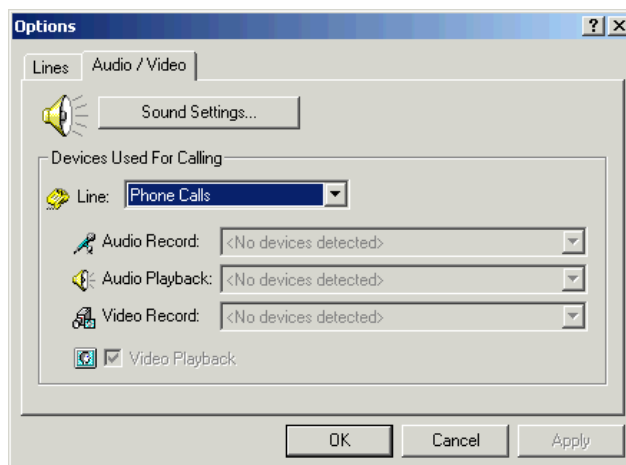 Options
Lines Audio / Video
Sound Settings...
Devices Used For Calling
Line: Phone Calls
Audio Record: <No devices detected>
Audio Playback: <No devices detected>
Video Record: <No devices detected>
Video Playback
OK Cancel Apply